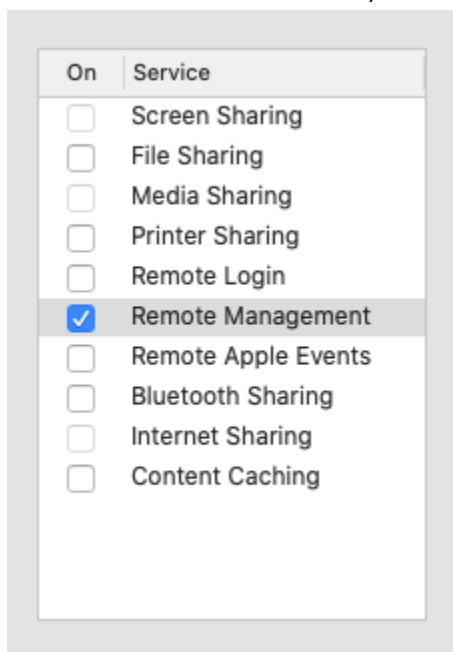 On Service
Screen Sharing
File Sharing
Media Sharing
Printer Sharing
Remote Login
Remote Management
Remote Apple Events
Bluetooth Sharing
Internet Sharing
Content Caching